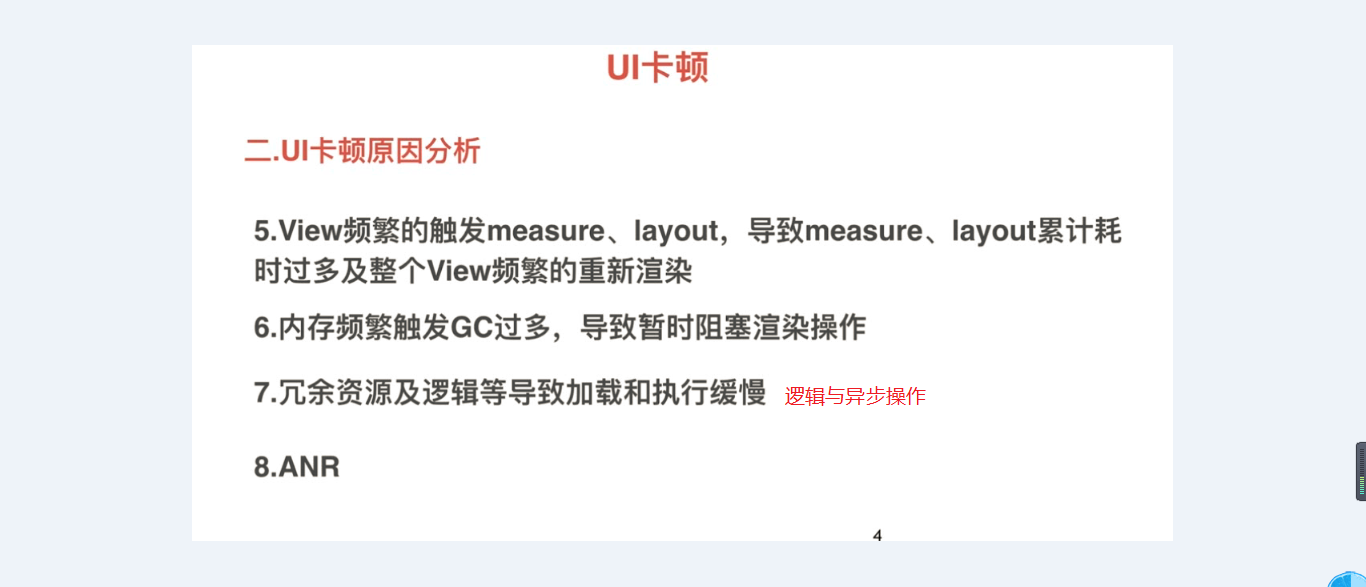 UI卡顿
二.UI卡顿原因分析
5.View频繁的触发measure、layout，导致measure、layout累计耗
时过多及整个View频繁的重新渲染
6.内存频繁触发GC过多，导致暂时阻塞渲染操作
7.冗余资源及逻辑等导致加载和执行缓慢 逻辑与异步操作
8.ANR
4